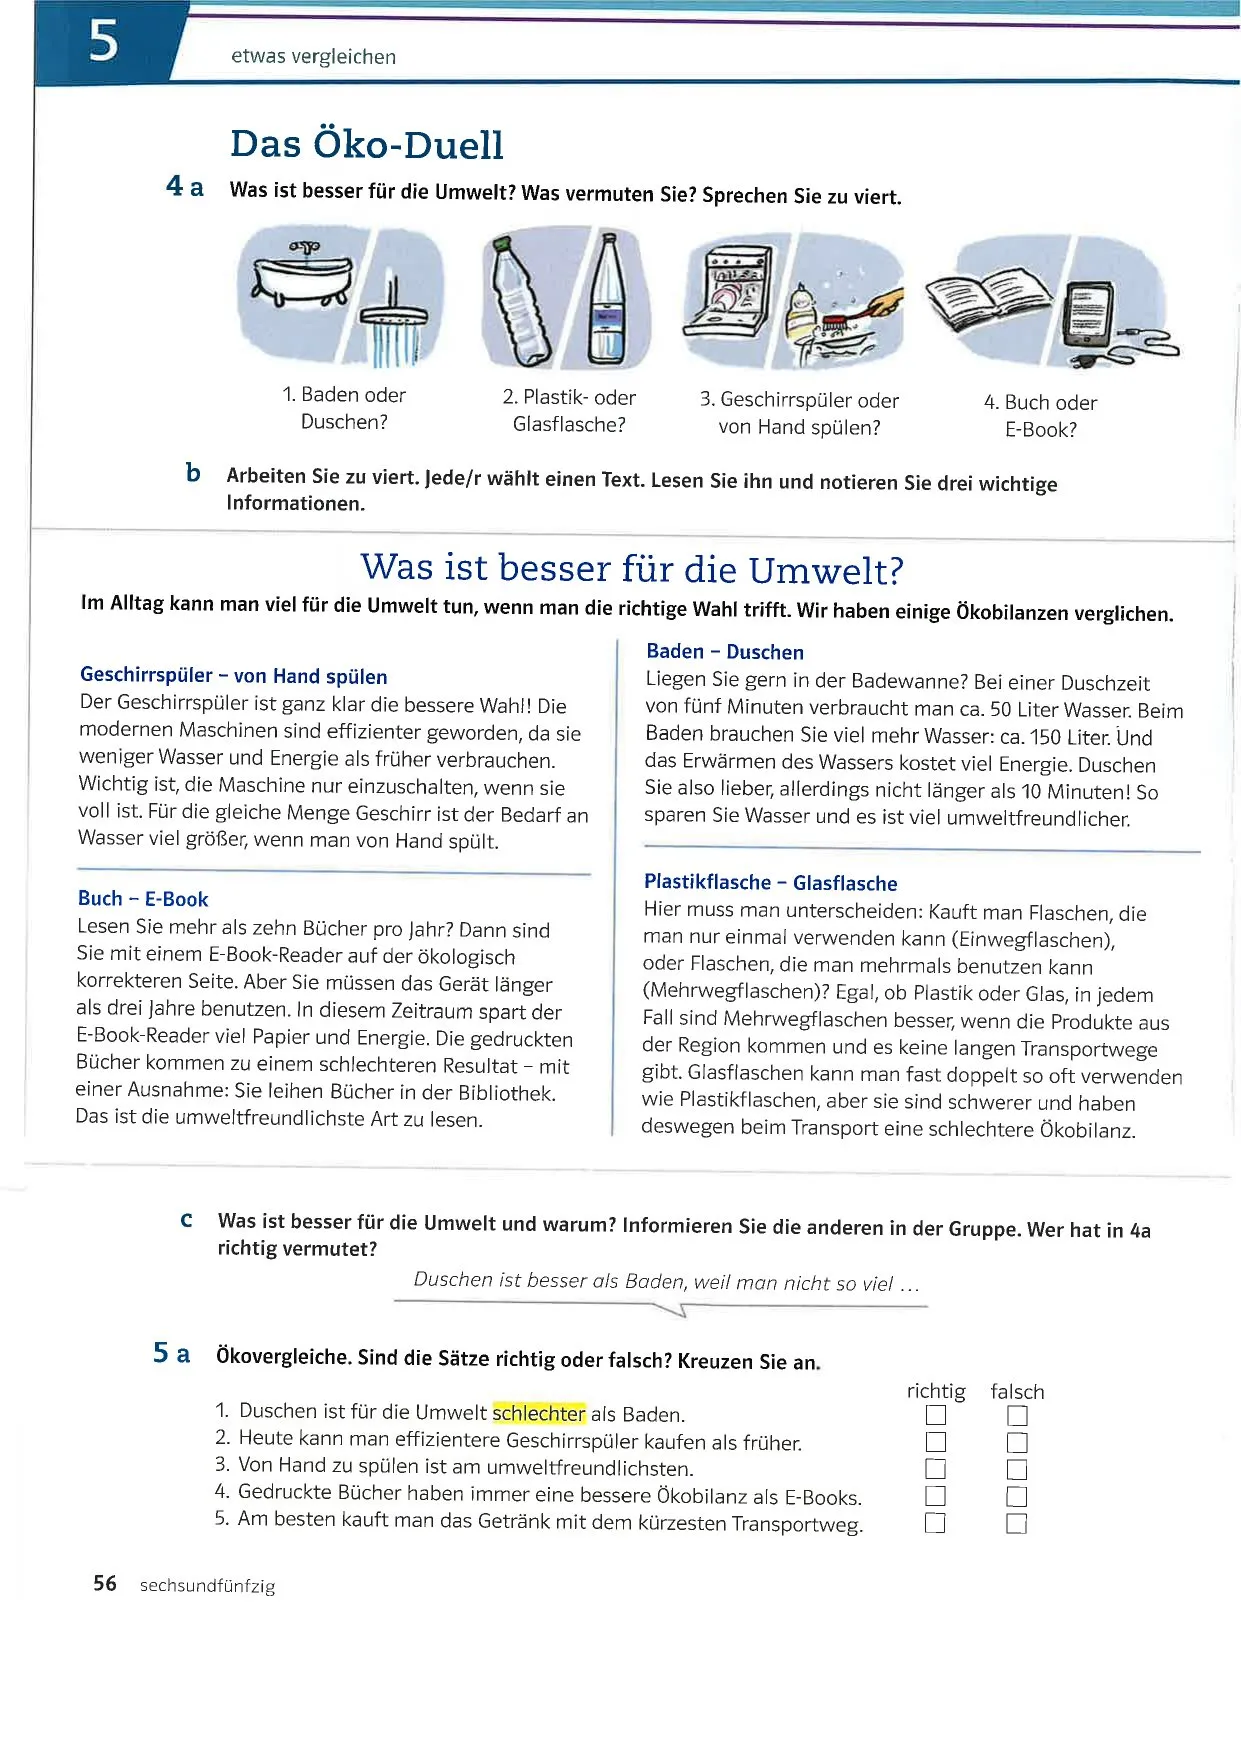 5
etwas vergleichen
Das Öko-Duell
4 a Was ist besser für die Umwelt? Was vermuten Sie? Sprechen Sie zu viert.
1. Baden oder
Duschen?
2. Plastik- oder
Glasflasche?
3. Geschirrspüler oder
von Hand spülen?
4. Buch oder
E-Book?
b Arbeiten Sie zu viert. Jede/r wählt einen Text. Lesen Sie ihn und notieren Sie drei wichtige
Informationen.
Was ist besser für die Umwelt?
Im Alltag kann man viel für die Umwelt tun, wenn man die richtige Wahl trifft. Wir haben einige Ökobilanzen verglichen.
Geschirrspüler – von Hand spülen
Der Geschirrspüler ist ganz klar die bessere Wahl! Die
modernen Maschinen sind effizienter geworden, da sie
weniger Wasser und Energie als früher verbrauchen.
Wichtig ist, die Maschine nur einzuschalten, wenn sie
voll ist. Für die gleiche Menge Geschirr ist der Bedarf an
Wasser viel größer, wenn man von Hand spült.
Buch – E-Book
Lesen Sie mehr als zehn Bücher pro Jahr? Dann sind
Sie mit einem E-Book-Reader auf der ökologisch
korrekteren Seite. Aber Sie müssen das Gerät länger
als drei Jahre benutzen. In diesem Zeitraum spart der
E-Book-Reader viel Papier und Energie. Die gedruckten
Bücher kommen zu einem schlechteren Resultat – mit
einer Ausnahme: Sie leihen Bücher in der Bibliothek.
Das ist die umweltfreundlichste Art zu lesen.
Baden – Duschen
Liegen Sie gern in der Badewanne? Bei einer Duschzeit
von fünf Minuten verbraucht man ca. 50 Liter Wasser. Beim
Baden brauchen Sie viel mehr Wasser: ca. 150 Liter. Und
das Erwärmen des Wassers kostet viel Energie. Duschen
Sie also lieber, allerdings nicht länger als 10 Minuten! So
sparen Sie Wasser und es ist viel umweltfreundlicher.
Plastikflasche – Glasflasche
Hier muss man unterscheiden: Kauft man Flaschen, die
man nur einmal verwenden kann (Einwegflaschen),
oder Flaschen, die man mehrmals benutzen kann
(Mehrwegflaschen)? Egal, ob Plastik oder Glas, in jedem
Fall sind Mehrwegflaschen besser, wenn die Produkte aus
der Region kommen und es keine langen Transportwege
gibt. Glasflaschen kann man fast doppelt so oft verwenden
wie Plastikflaschen, aber sie sind schwerer und haben
deswegen beim Transport eine schlechtere Ökobilanz.
c Was ist besser für die Umwelt und warum? Informieren Sie die anderen in der Gruppe. Wer hat in 4a
richtig vermutet?
Duschen ist besser als Baden, weil man nicht so viel ...
5 a Ökovergleiche. Sind die Sätze richtig oder falsch? Kreuzen Sie an.
richtig falsch
1. Duschen ist für die Umwelt schlechter als Baden.
2. Heute kann man effizientere Geschirrspüler kaufen als früher.
3. Von Hand zu spülen ist am umweltfreundlichsten.
4. Gedruckte Bücher haben immer eine bessere Ökobilanz als E-Books.
5. Am besten kauft man das Getränk mit dem kürzesten Transportweg.
56 sechsundfünfzig